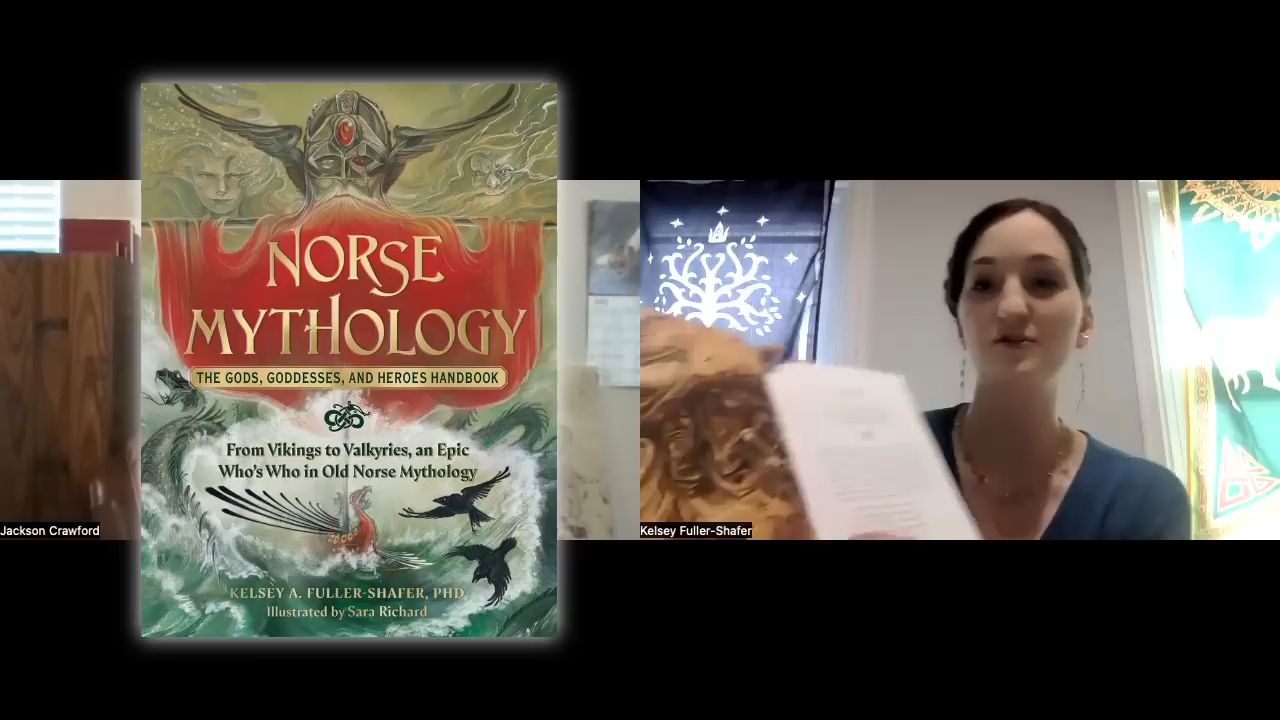 NORSE
MYTHOLOGY
THE GODS, GODDESSES, AND HEROES HANDBOOK
From Vikings to Valkyries, an Epic
Who's Who in Old Norse Mythology
KELSEY A. FULLER-SHAFER, PHD
Illustrated by Sara Richard
Jackson Crawford
Kelsey Fuller-Shafer